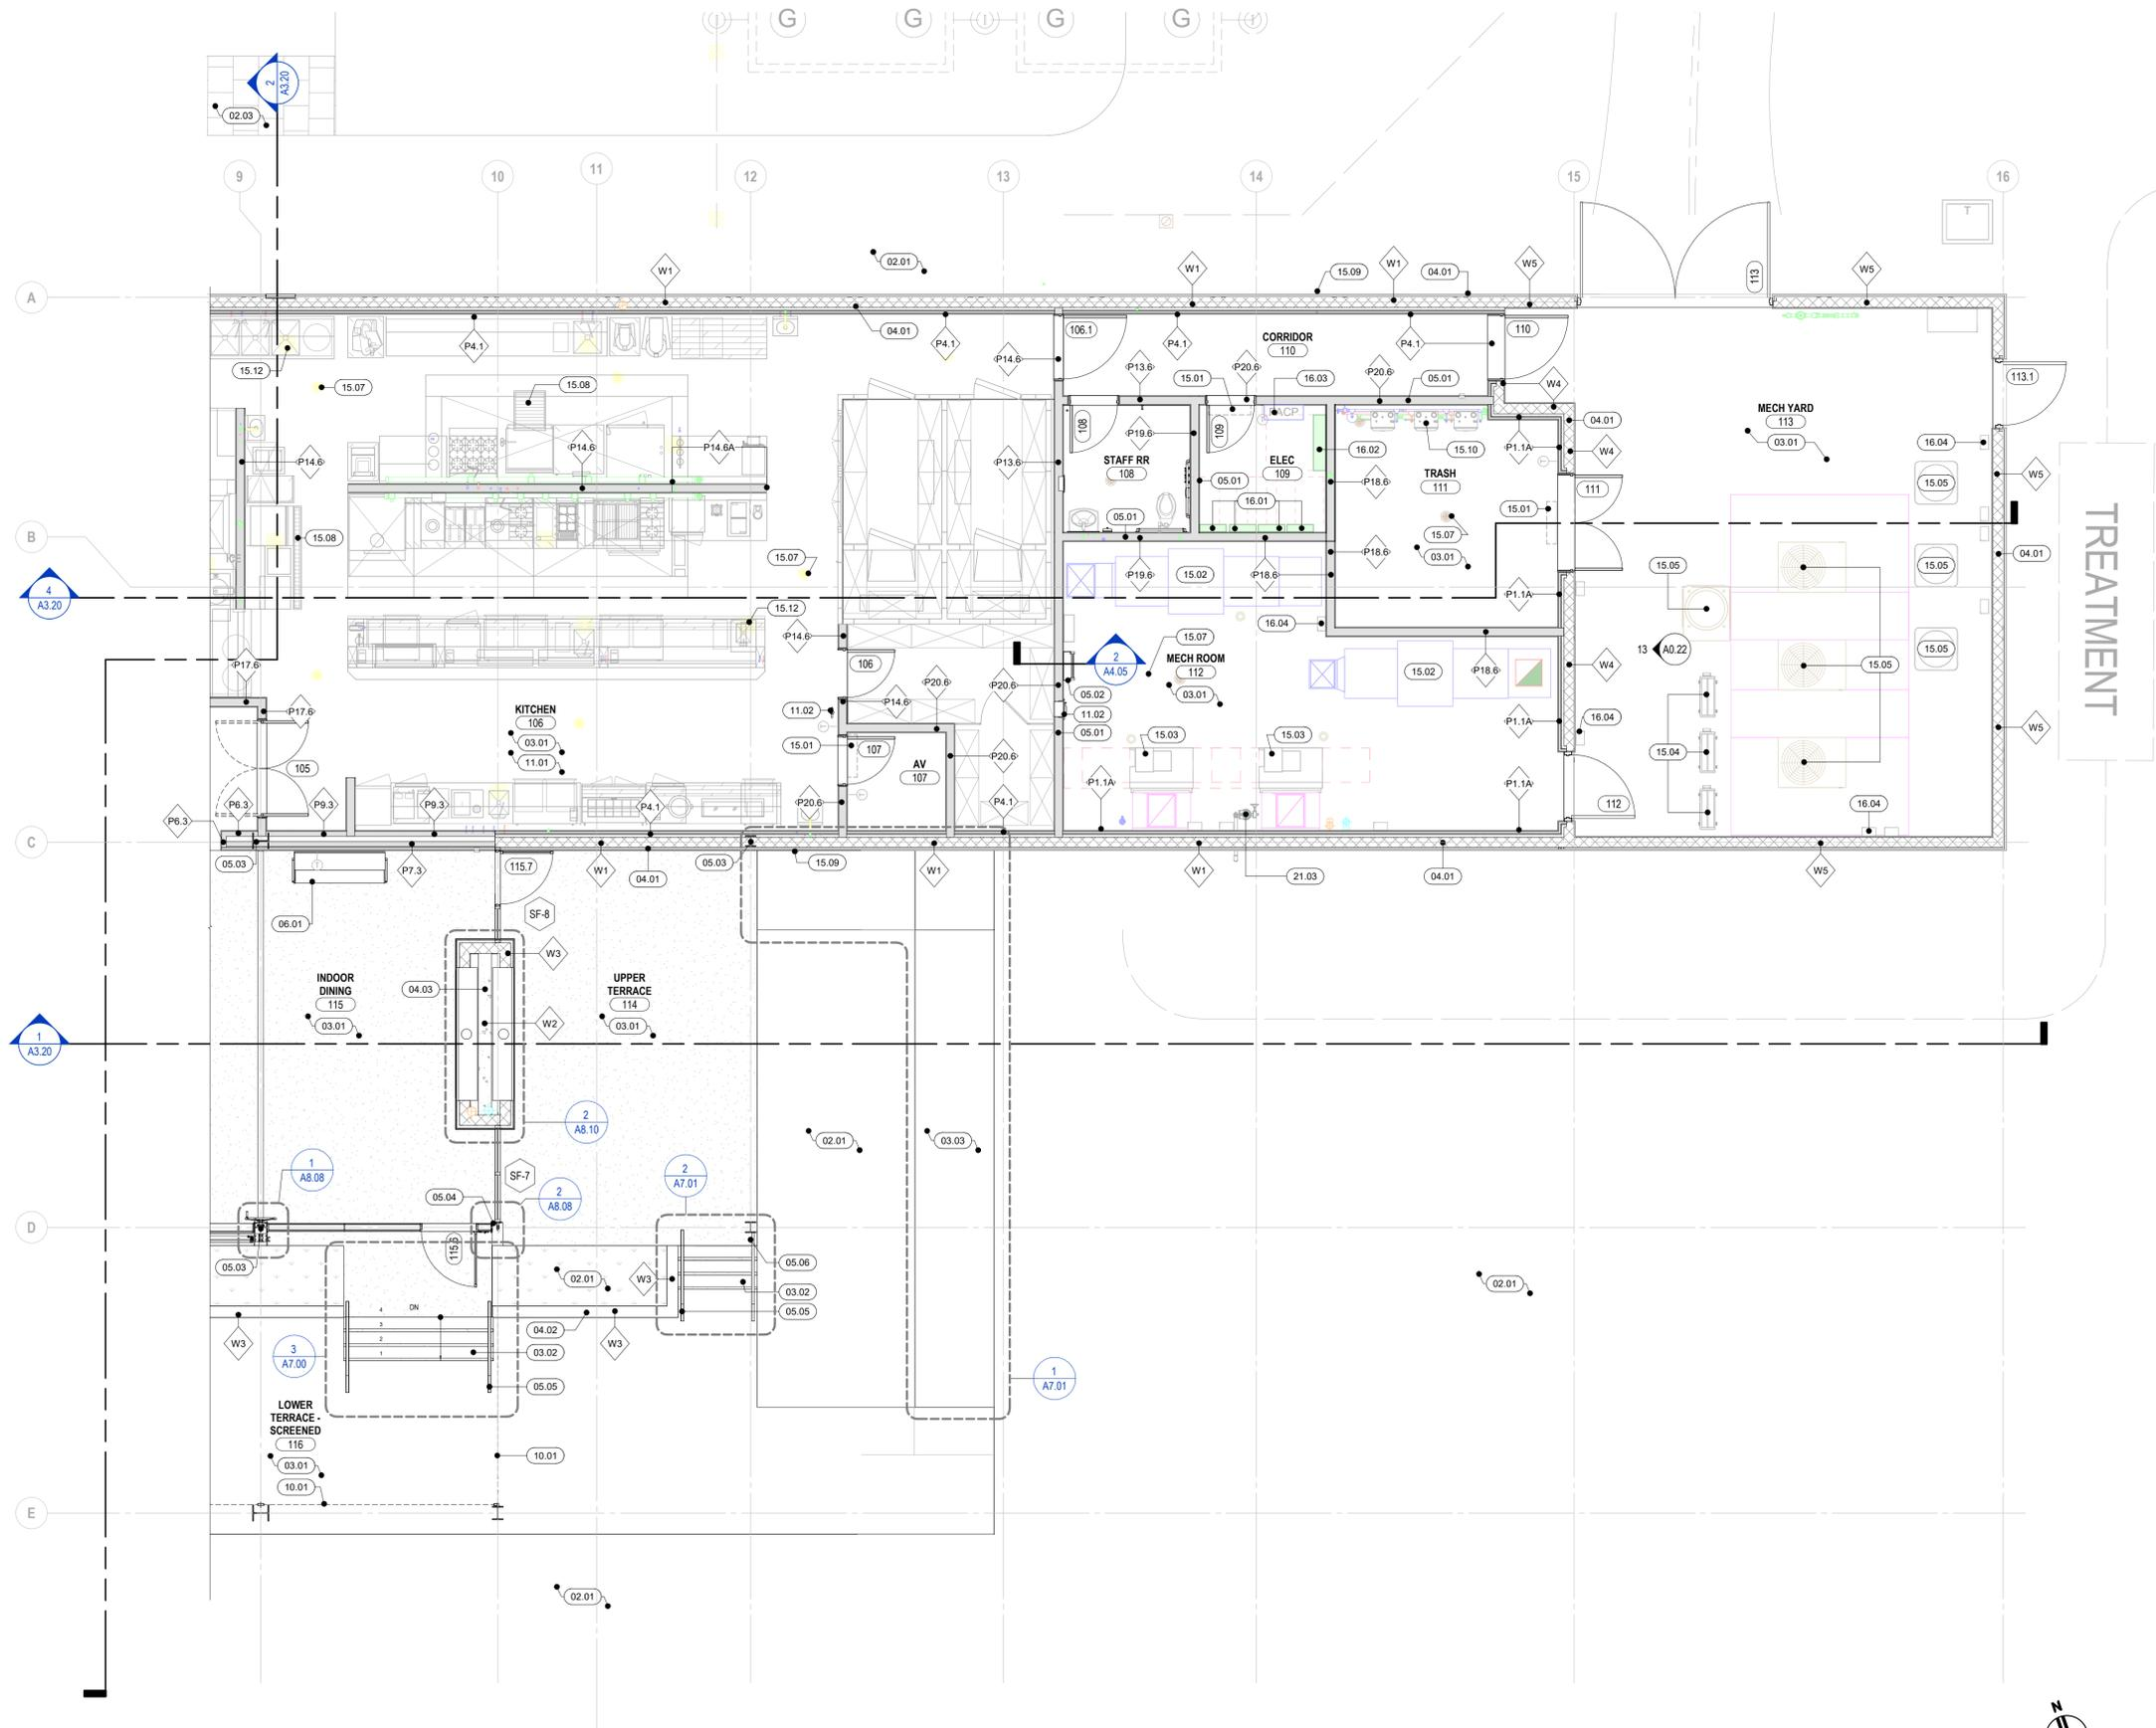 G G G G
2
A3.20
02.03
9 10 11 12 13 14 15 16
T
02.01
W1
W1
15.09
W1
04.01
W5
113
W5
A
04.01
106.1
CORRIDOR
110
110
P4.1
P4.1
P4.1
P4.1
P14.6
15.12
15.07
15.08
P13.6
15.01
P20.6
16.03
P20.6
05.01
W4
113.1
FACP
MECH YARD
113
03.01
04.01
108
P19.6
109
P14.6
P14.6
P14.6A
P13.6
STAFF RR
108
ELEC
109
16.02
15.10
P1.1A
W4
16.04
TRASH
111
05.01
P18.6
111
15.05
W5
16.01
15.01
05.01
15.07
03.01
B
15.08
15.07
P19.6
15.02
P18.6
P18.6
04.01
15.05
15.05
TREATMENT
4
A3.20
15.12
P14.6
P1.1A
16.04
106
2
A4.05
15.07
MECH ROOM
112
03.01
15.02
P18.6
W4
13
A0.22
15.05
15.05
P17.6
P20.6
P20.6
05.02
P17.6
KITCHEN
106
03.01
11.01
11.02
P14.6
11.02
05.01
P1.1A
16.04
W5
15.01
107
15.03
15.03
15.04
105
AV
107
P20.6
P6.3
P6.3
P9.3
P9.3
P4.1
P20.6
P4.1
P1.1A
P1.1A
112
16.04
C
05.03
P7.3
115.7
W1
04.01
05.03
15.09
W1
W1
21.03
04.01
W5
06.01
SF-8
W3
INDOOR
DINING
115
03.01
04.03
UPPER
TERRACE
114
03.01
W2
1
A3.20
2
A8.10
02.01
03.03
1
A8.08
SF-7
2
A7.01
05.04
2
A8.08
D
115.5
05.03
02.01
W3
05.06
03.02
05.05
02.01
DN
4
3
2
1
W3
04.02
W3
3
A7.00
03.02
05.05
1
A7.01
LOWER
TERRACE -
SCREENED
116
03.01
10.01
10.01
E
02.01
N